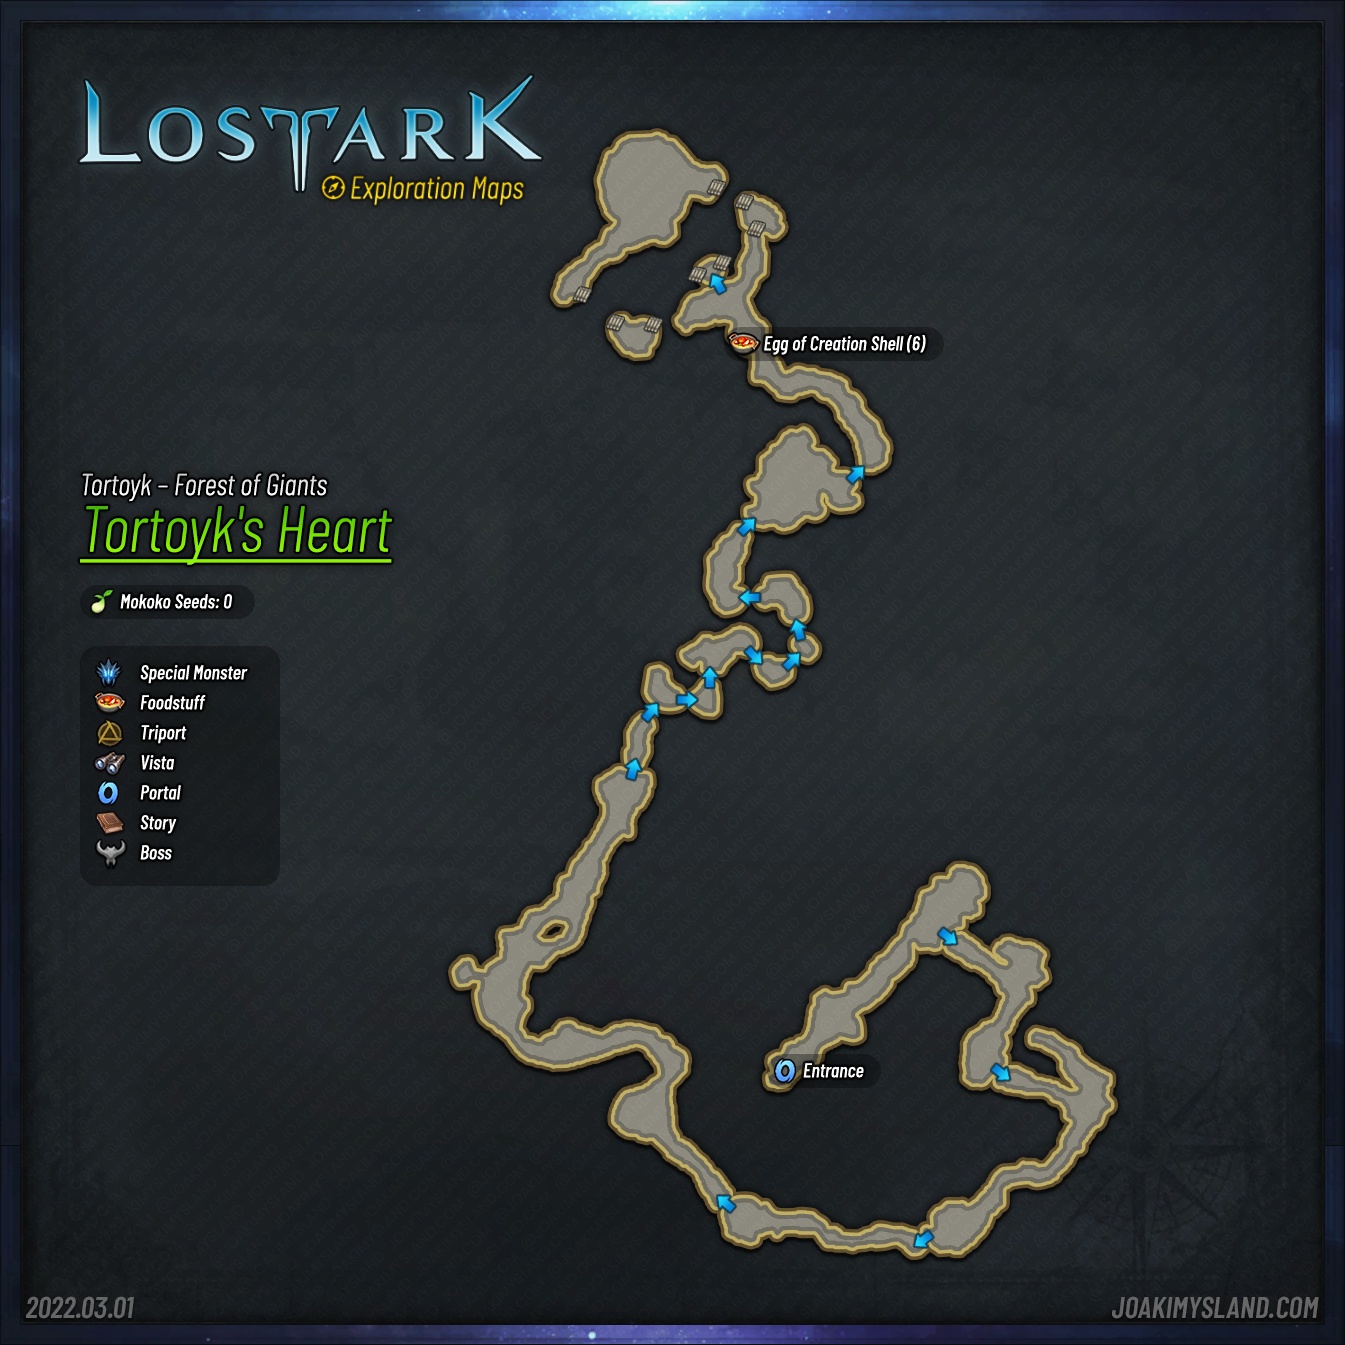 LOSTARK
Exploration Maps
Egg of Creation Shell (6)
Tortoyk – Forest of Giants
Tortoyk's Heart
Mokoko Seeds: 0
Special Monster
Foodstuff
Triport
Vista
Portal
Story
Boss
Entrance
2022.03.01
JOAKIMYSLAND.COM